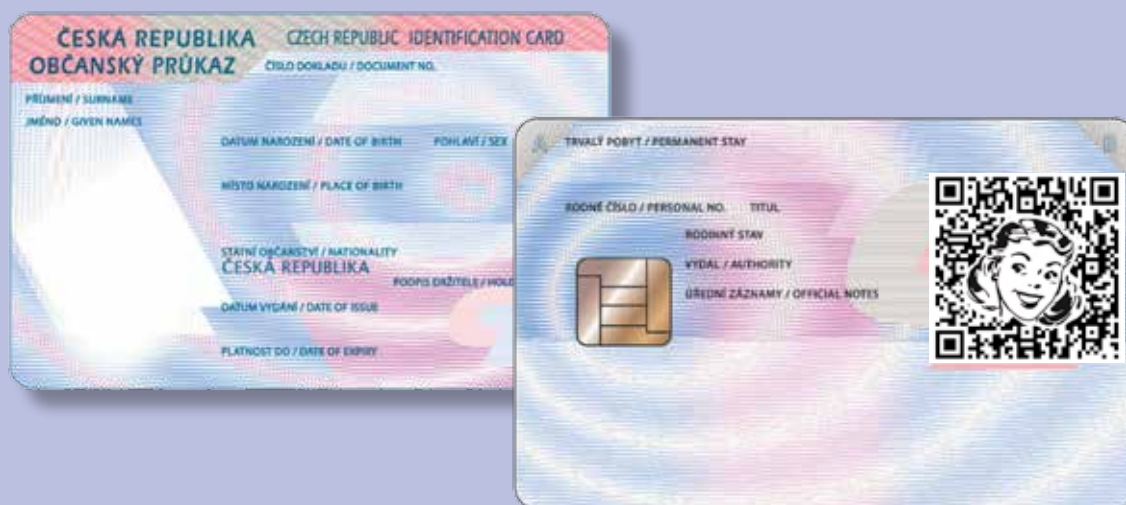 ČESKÁ REPUBLIKA CZECH REPUBLIC IDENTIFICATION CARD
OBČANSKÝ PRŮKAZ ČÍSLO DOKLADU / DOCUMENT NO.
PŘÍJMENÍ / SURNAME
JMÉNO / GIVEN NAMES
DATUM NAROZENÍ / DATE OF BIRTH POHLAVÍ / SEX
MÍSTO NAROZENÍ / PLACE OF BIRTH
STÁTNÍ OBČANSTVÍ / NATIONALITY
ČESKÁ REPUBLIKA
PODPIS DRŽITELE / HOLD
DATUM VYDÁNÍ / DATE OF ISSUE
PLATNOST DO / DATE OF EXPIRY
TRVALÝ POBYT / PERMANENT STAY
RODNÉ ČÍSLO / PERSONAL NO. TITUL
RODINNÝ STAV
VYDAL / AUTHORITY
ÚŘEDNÍ ZÁZNAMY / OFFICIAL NOTES